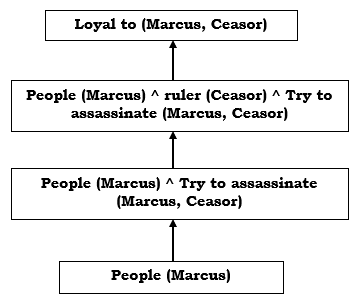 Loyal to (Marcus, Ceasor)
People (Marcus) ^ ruler (Ceasor) ^ Try to
assassinate (Marcus, Ceasor)
People (Marcus) ^ Try to assassinate
(Marcus, Ceasor)
People (Marcus)